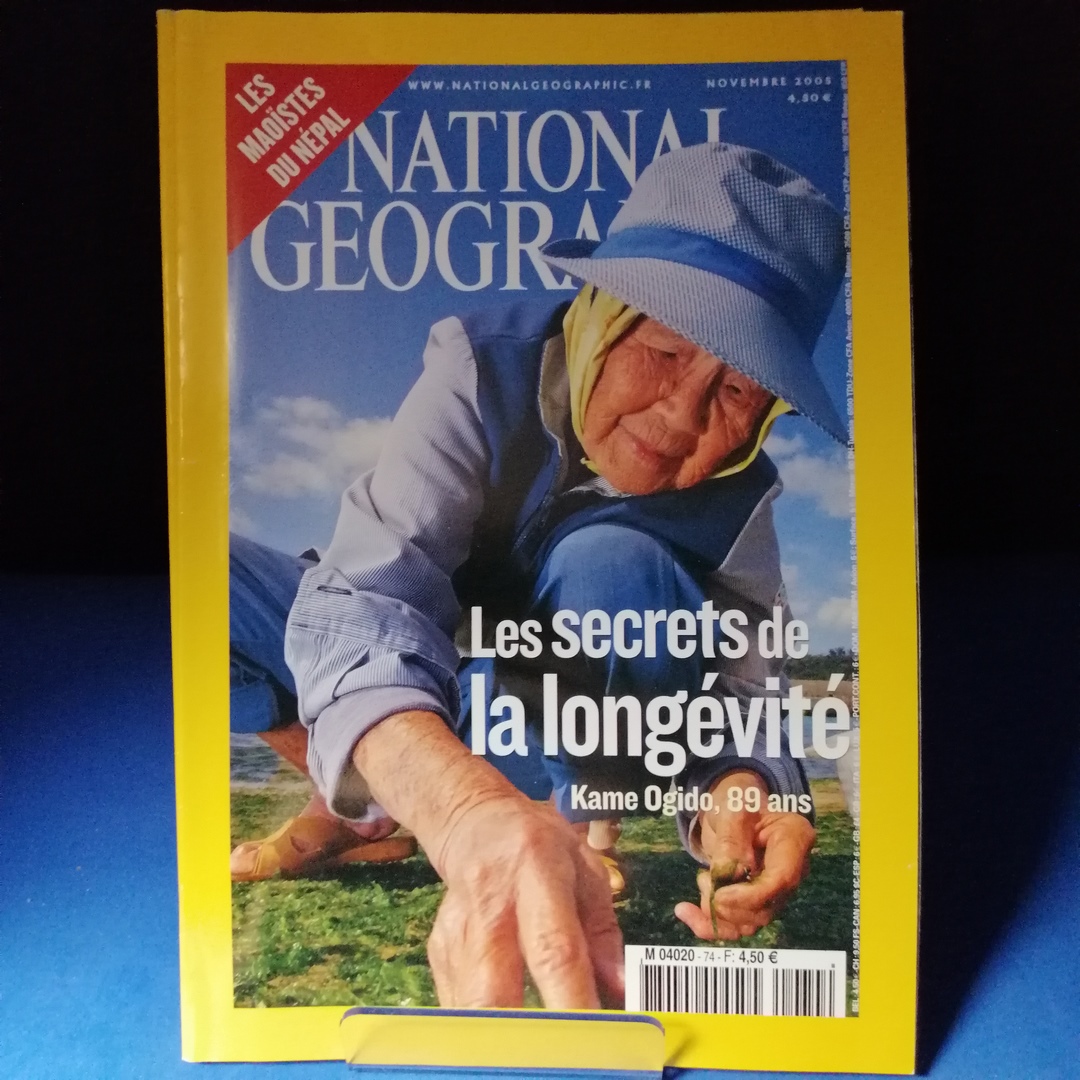 LES
MAOÏSTES
DU NÉPAL
WWW.NATIONALGEOGRAPHIC.FR
NOVEMBRE 2005
4,50 €
NATIONAL
GEOGRA
Les secrets de
la longévité
Kame Ogido, 89 ans
M 04020 - 74 - F: 4,50 €